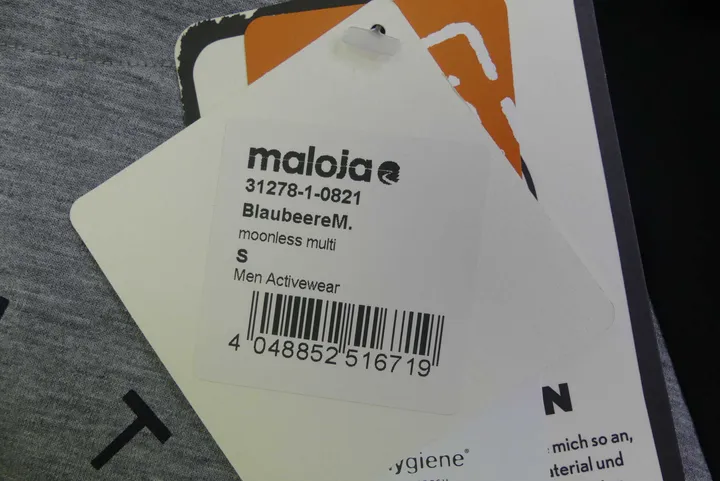 maloja
31278-1-0821
BlaubeereM.
moonless multi
S
Men Activewear
4 048852 516719
T
N
mich so an,
aterial und
ygiene®